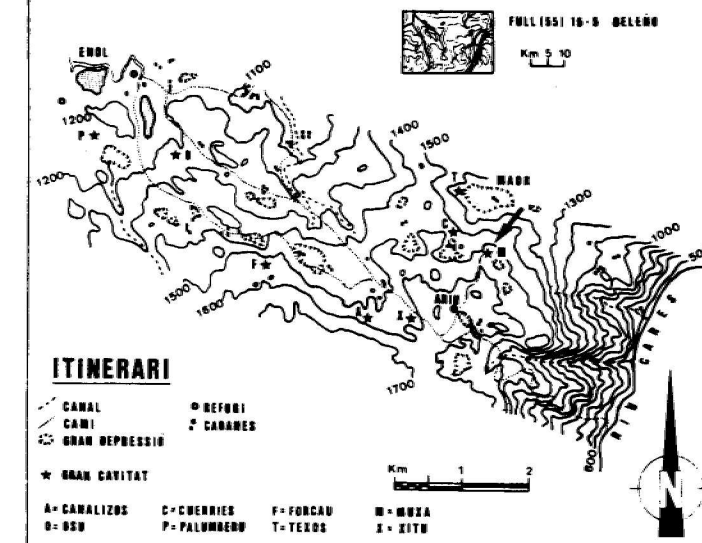 FULL (55) 15-5 BELEÑO
Km 5 10
ENOL
1100
1200
P
1400
1500
1200
T
MAOR
1300
C
M
1000
F
ARIU
1500
1600
A
X
1700
RIU CARES
600
ITINERARI
CANAL
CAMI
GRAN DEPRESSIO
REFUGI
CABANES
GRAN CAVITAT
Km 1 2
N
A= CANALIZOS C= CUERRIES F= FORCAU M= MUXA
O= OSU P= PALUMBERU T= TEXOS X= XITU